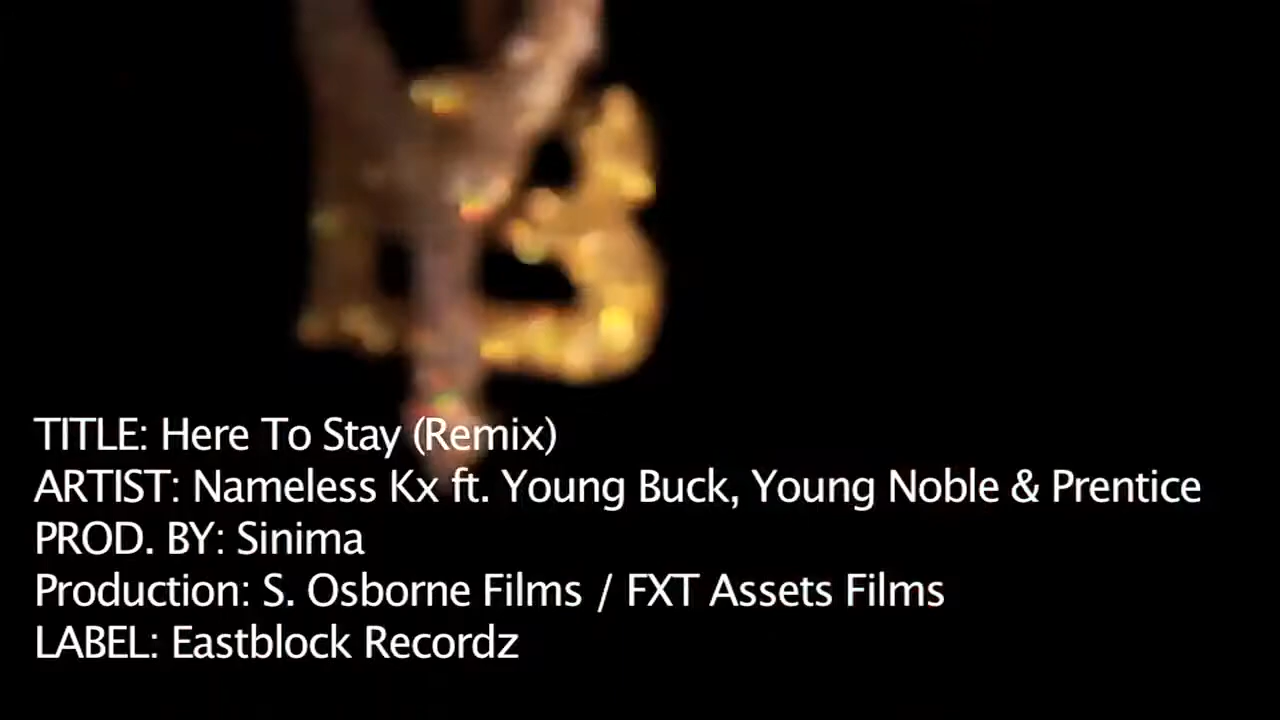 TITLE: Here To Stay (Remix)
ARTIST: Nameless Kx ft. Young Buck, Young Noble & Prentice
PROD. BY: Sinima
Production: S. Osborne Films / FXT Assets Films
LABEL: Eastblock Recordz